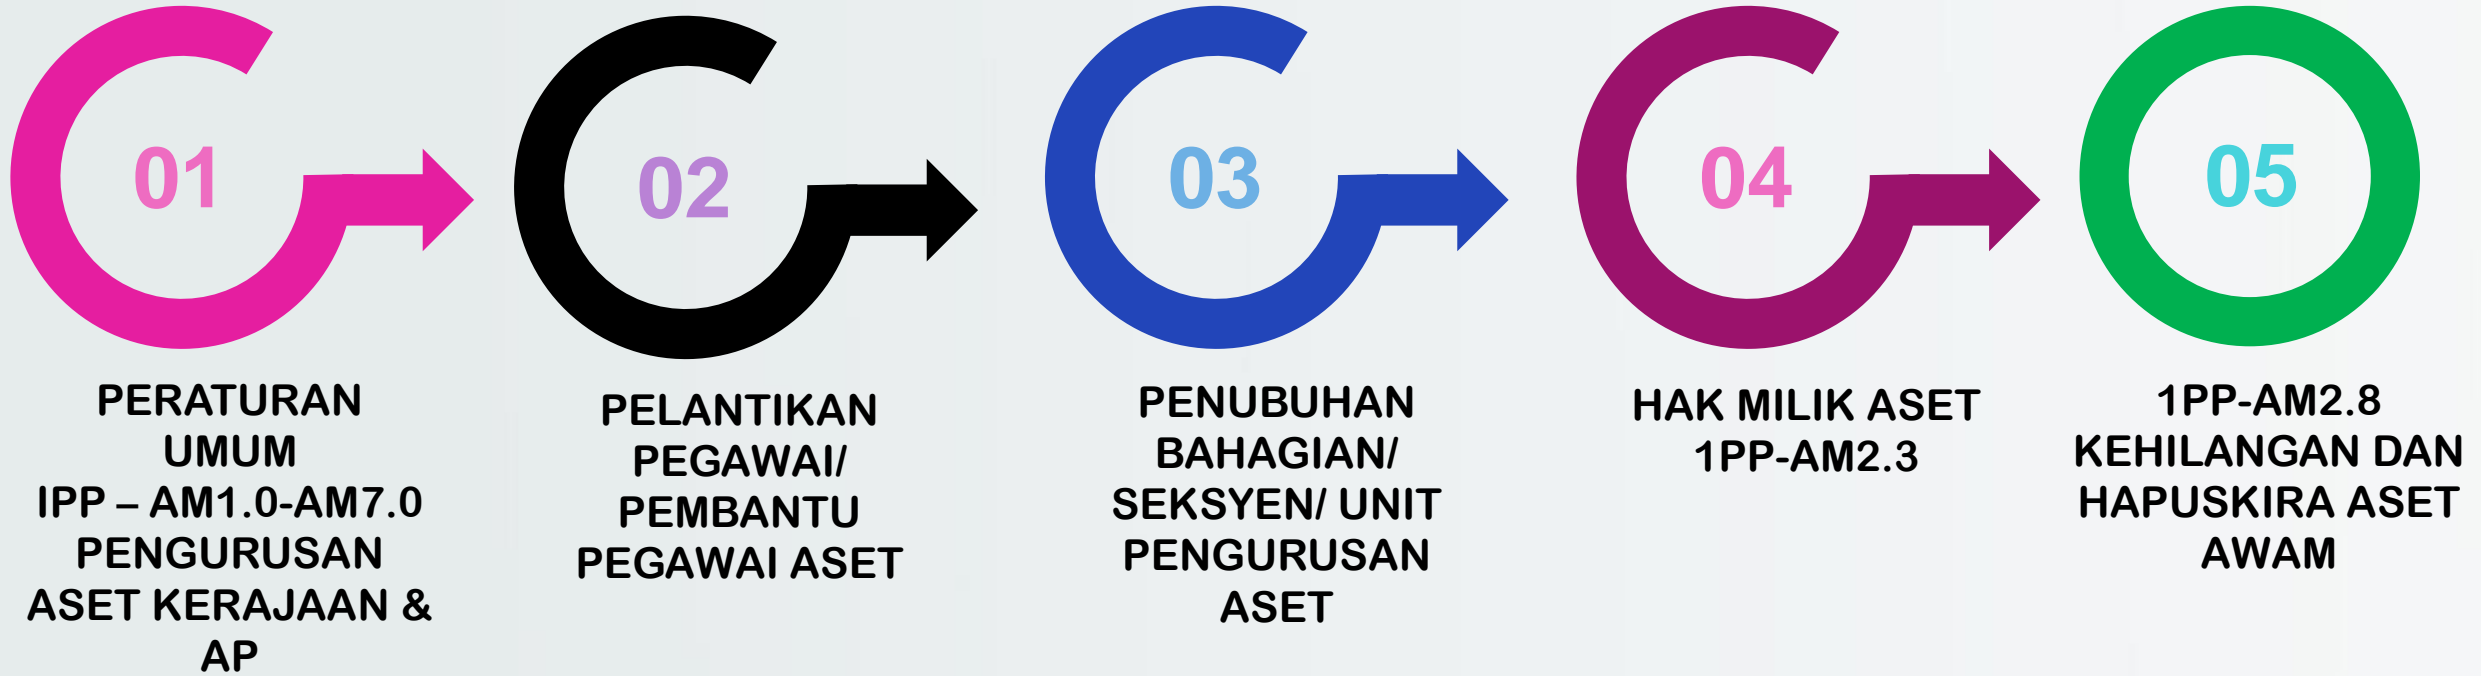 01
PERATURAN
UMUM
IPP – AM1.0-AM7.0
PENGURUSAN
ASET KERAJAAN &
AP
02
PELANTIKAN
PEGAWAI/
PEMBANTU
PEGAWAI ASET
03
PENUBUHAN
BAHAGIAN/
SEKSYEN/ UNIT
PENGURUSAN
ASET
04
HAK MILIK ASET
1PP-AM2.3
05
1PP-AM2.8
KEHILANGAN DAN
HAPUSKIRA ASET
AWAM